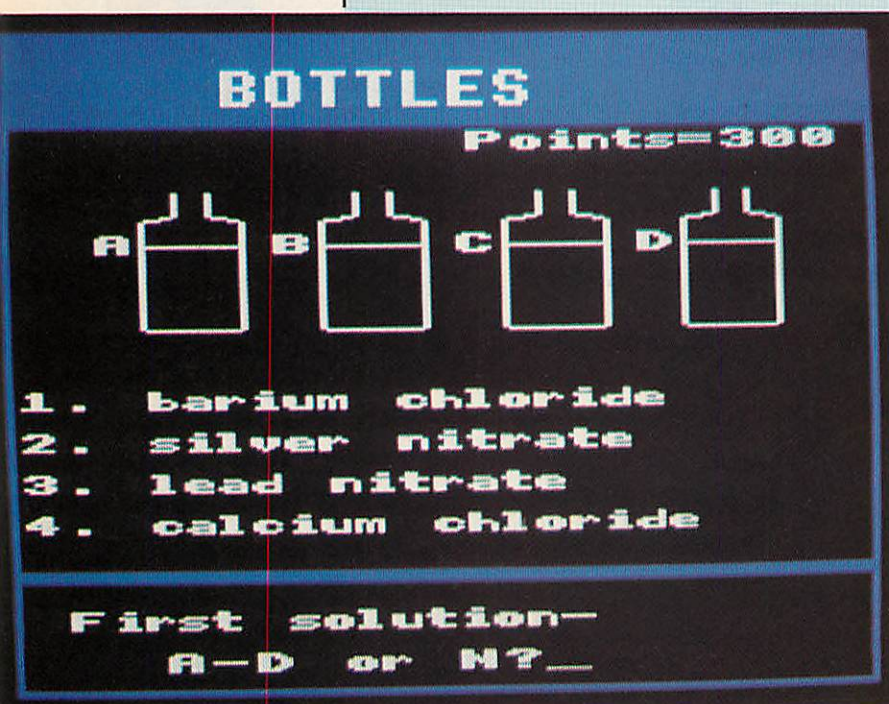 BOTTLES
Points=300
A B C D
1. barium chloride
2. silver nitrate
3. lead nitrate
4. calcium chloride
First solution-
A-D or N?_